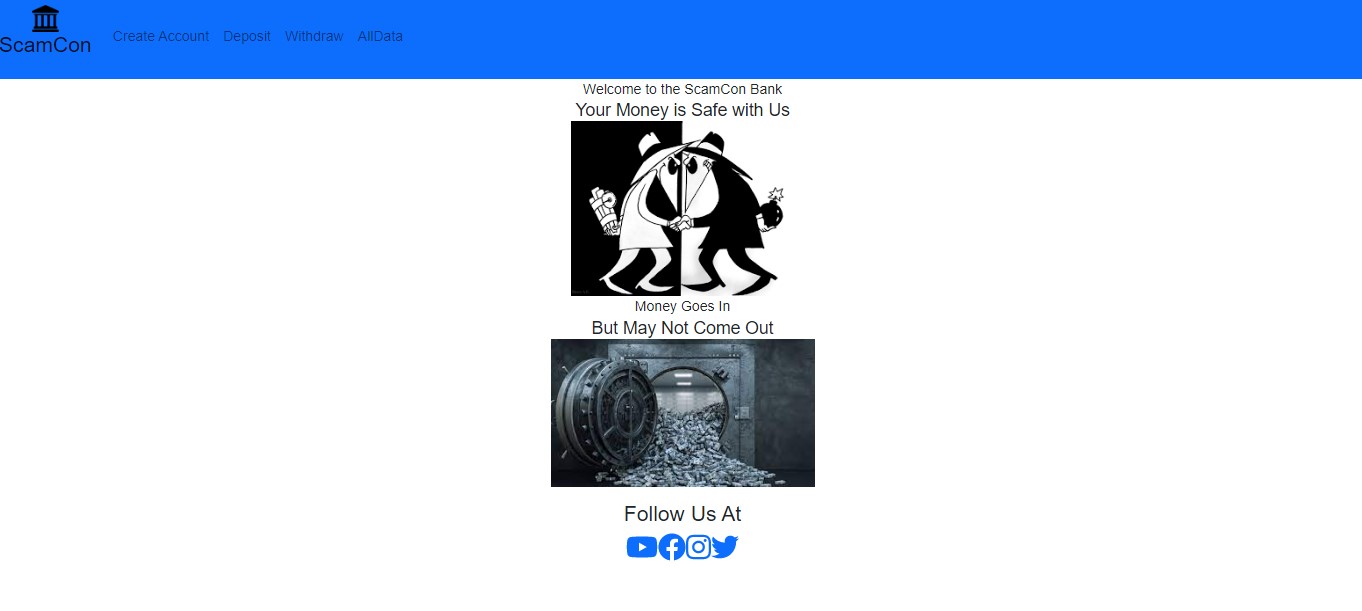 ScamCon
Create Account Deposit Withdraw AllData
Welcome to the ScamCon Bank
Your Money is Safe with Us
Money Goes In
But May Not Come Out
Follow Us At